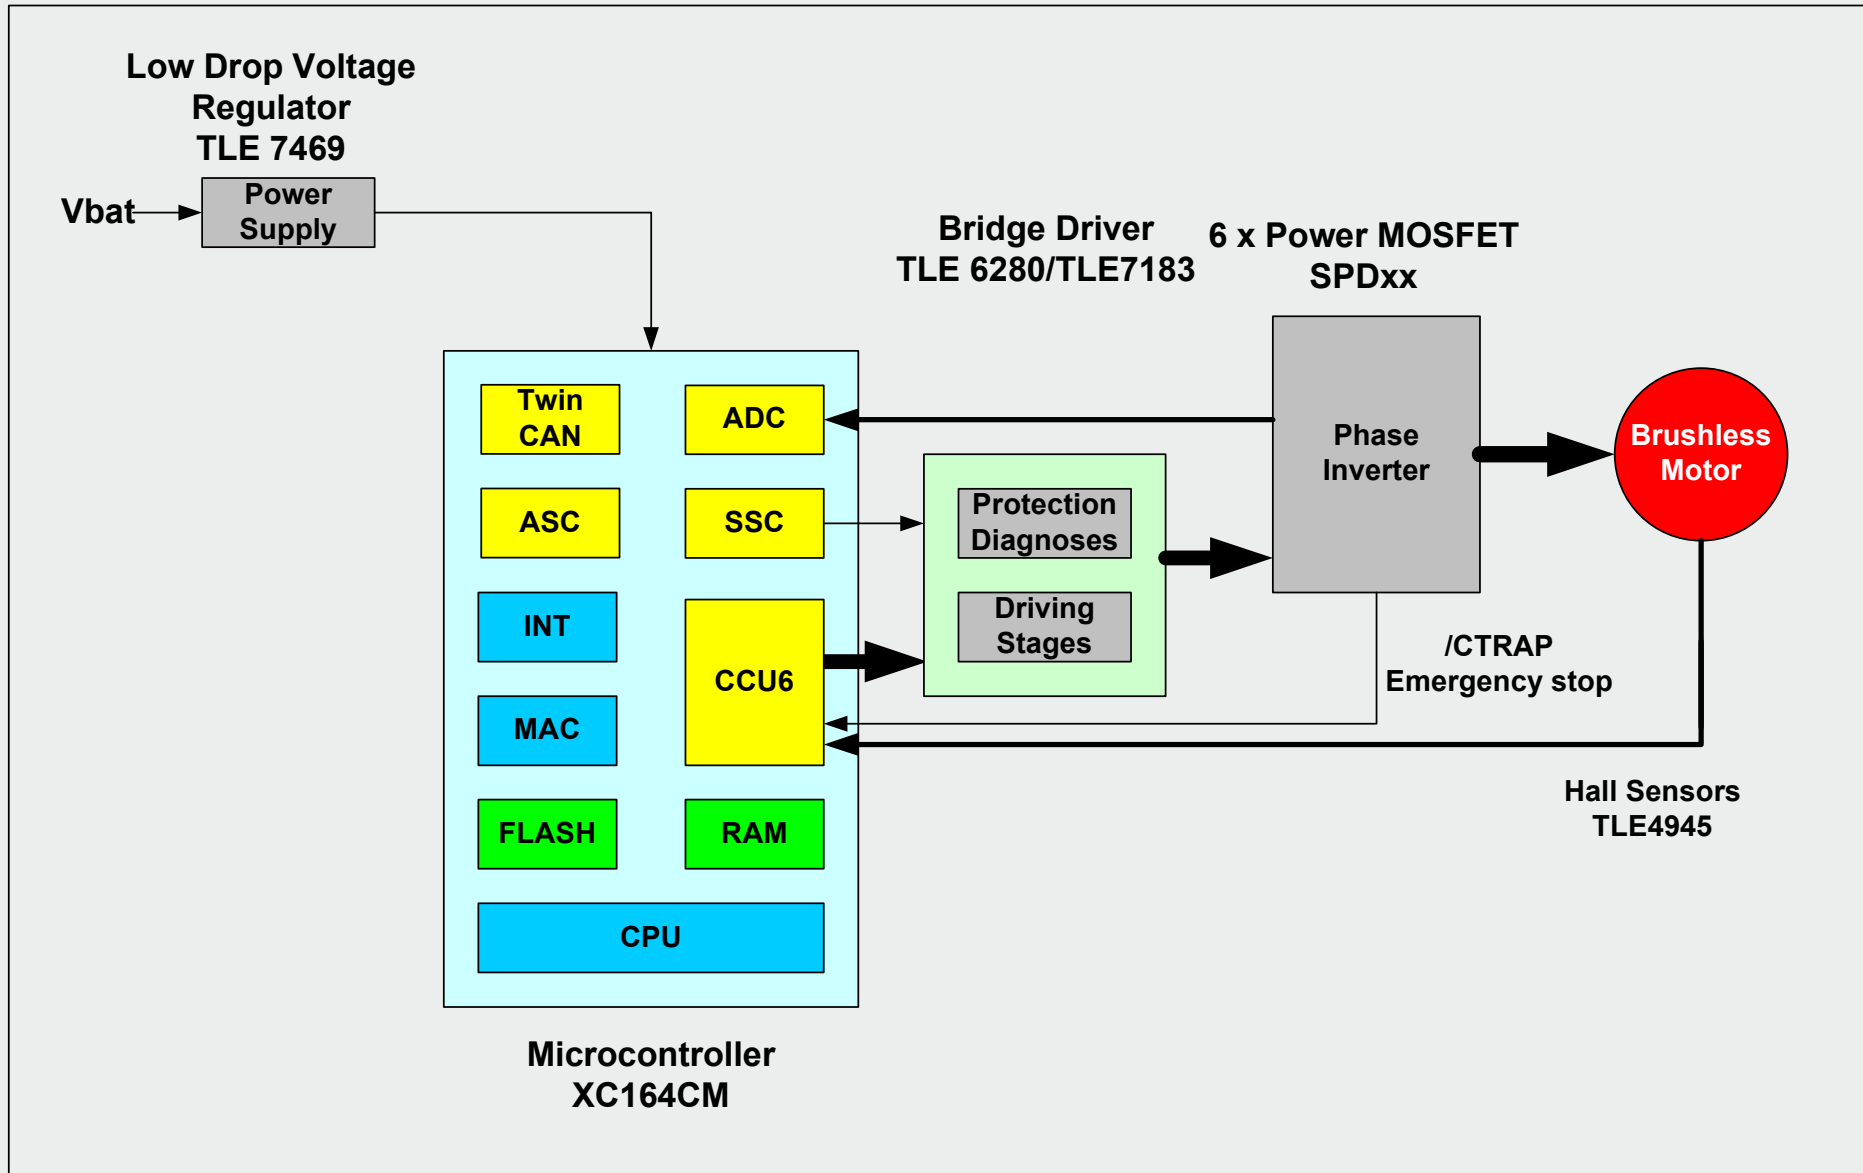 Low Drop Voltage
Regulator
TLE 7469
Vbat
Power
Supply
Bridge Driver
TLE 6280/TLE7183
6 x Power MOSFET
SPDxx
Twin
CAN
ADC
ASC
SSC
INT
CCU6
MAC
FLASH
RAM
CPU
Protection
Diagnoses
Driving
Stages
Phase
Inverter
Brushless
Motor
/CTRAP
Emergency stop
Hall Sensors
TLE4945
Microcontroller
XC164CM